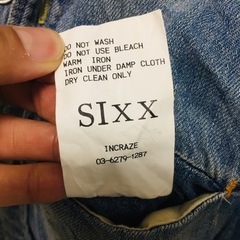 DO NOT WASH
DO NOT USE BLEACH
WARM IRON
IRON UNDER DAMP CLOTH
DRY CLEAN ONLY
SIXX
INCRAZE
03-6279-1287